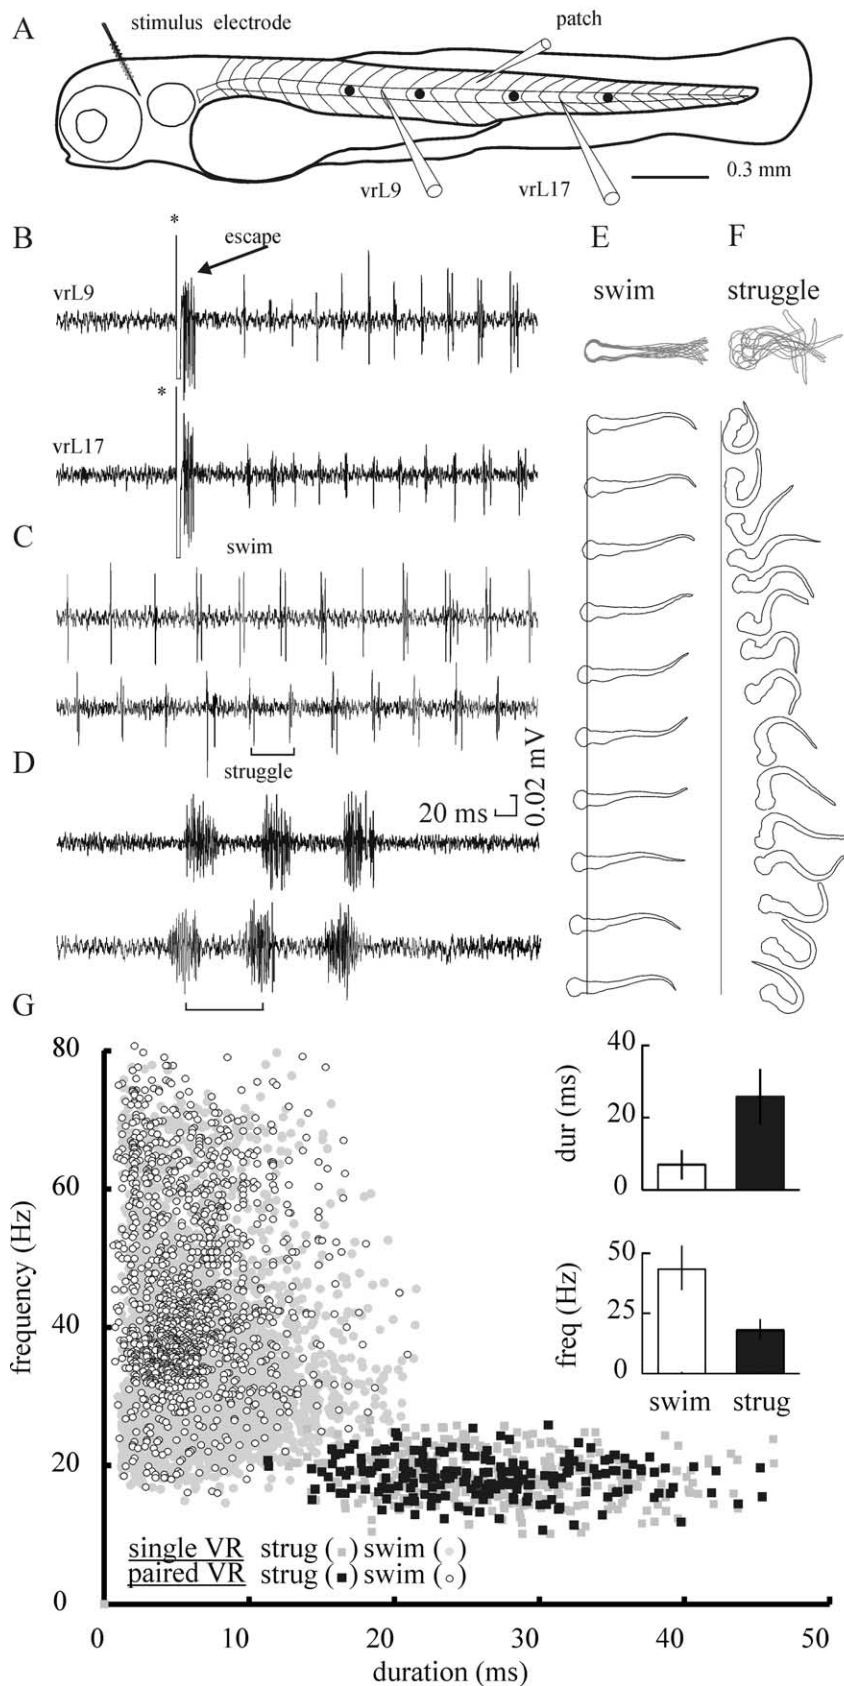 A
stimulus electrode
patch
vrL9
vrL17
0.3 mm
B
*
escape
vrL9
*
vrL17
C
swim
D
struggle
20 ms
0.02 mV
E
swim
F
struggle
G
frequency (Hz)
80
60
40
20
0
0 10 20 30 40 50
duration (ms)
single VR strug ( ) swim ( )
paired VR strug ( ) swim ( )
dur (ms)
40
20
0
freq (Hz)
50
25
0
swim strug